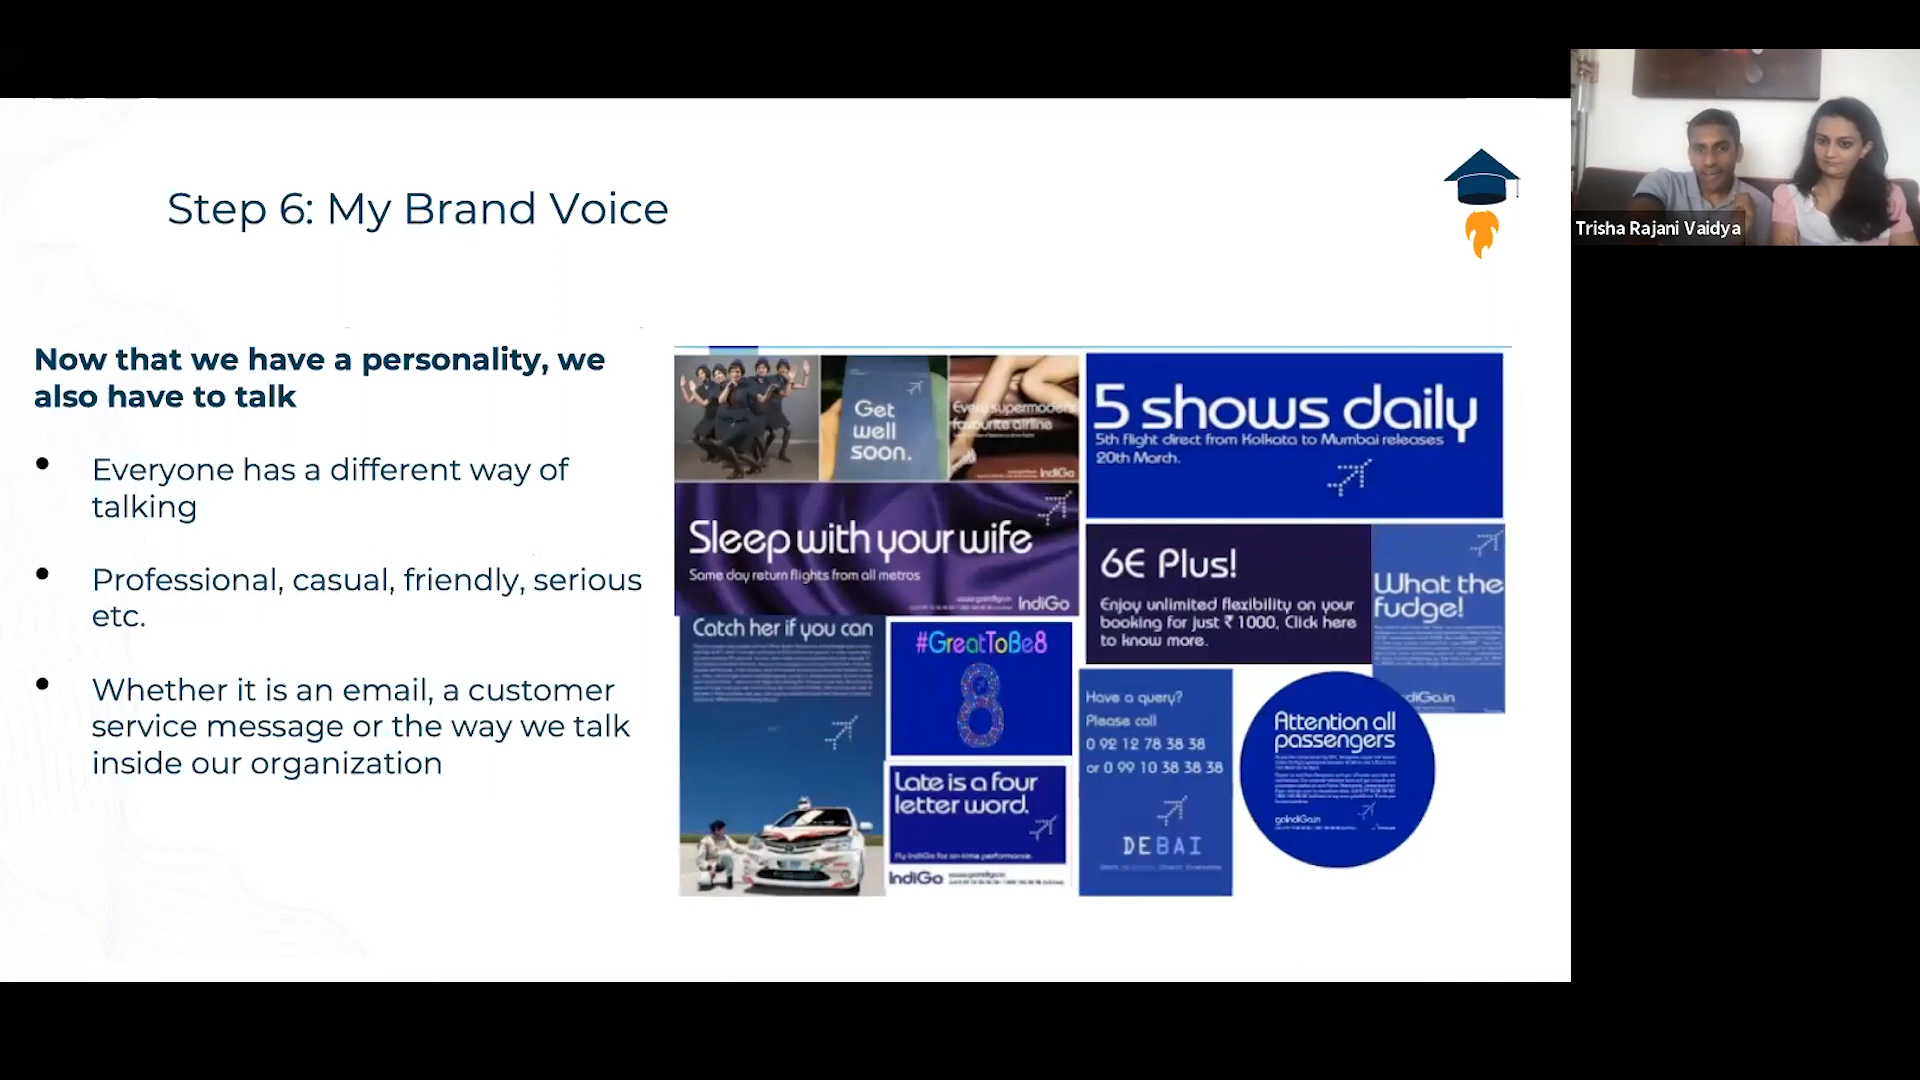 Step 6: My Brand Voice
Trisha Rajani Vaidya
Now that we have a personality, we
also have to talk
Everyone has a different way of
talking
Professional, casual, friendly, serious
etc.
Whether it is an email, a customer
service message or the way we talk
inside our organization
Get
well
soon.
Every supermodel's
favourite airline
IndiGo
5 shows daily
5th flight direct from Kolkata to Mumbai releases
20th March.
Sleep with your wife
Same day return flights from all metros
IndiGo
6E Plus!
Enjoy unlimited flexibility on your
booking for just ₹ 1000, Click here
to know more.
What the
fudge!
diGo.in
Catch her if you can
#GreatToBe8
8
Late is a four
letter word.
Fly IndiGo for on-time performance.
IndiGo
Have a query?
Please call
0 92 12 78 38 38
or 0 99 10 38 38 38
DEBAI
Attention all
passengers
goIndiGo.in